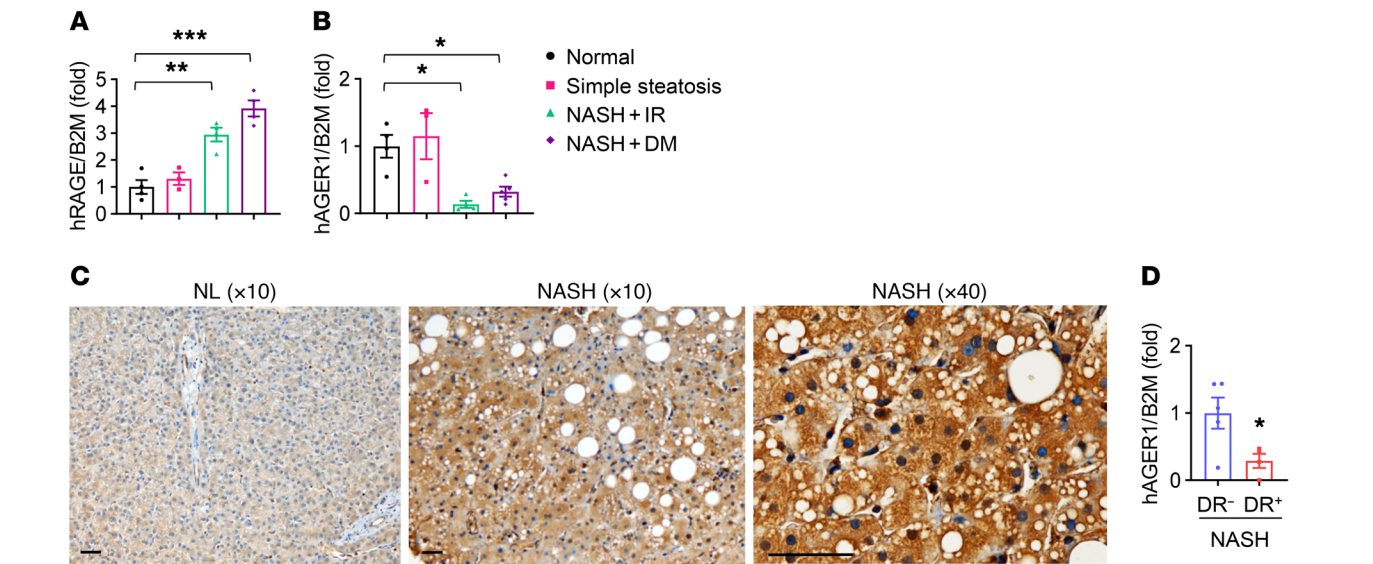 A
B
***
**
hRAGE/B2M (fold)
5
4
3
2
1
0
*
*
hAGER1/B2M (fold)
2
1
0
Normal
Simple steatosis
NASH + IR
NASH + DM
C
NL (×10)
NASH (×10)
NASH (×40)
D
hAGER1/B2M (fold)
2
1
0
*
DR⁻ DR⁺
NASH